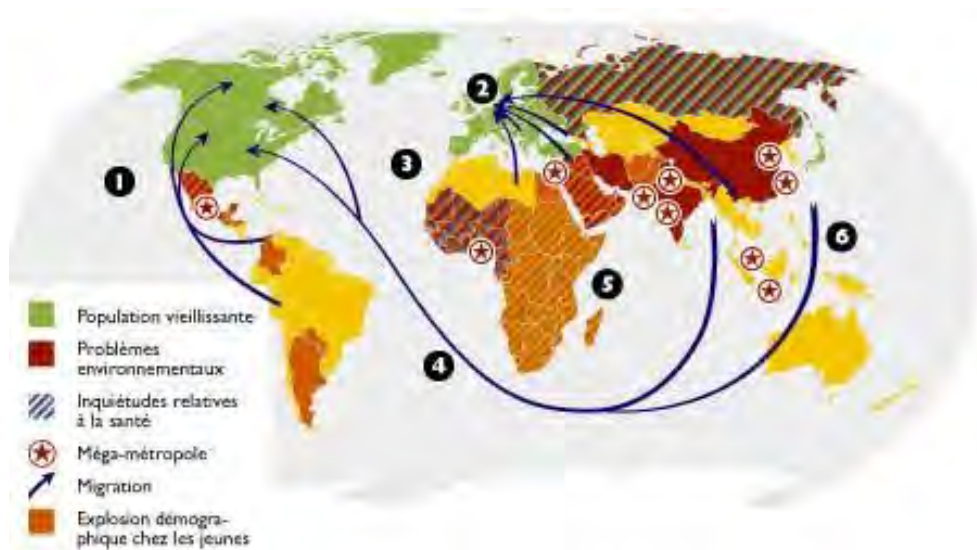 1
2
3
4
5
6
Population vieillissante
Problèmes
environnementaux
Inquiétudes relatives
à la santé
Méga-métropole
Migration
Explosion démogra-
phique chez les jeunes